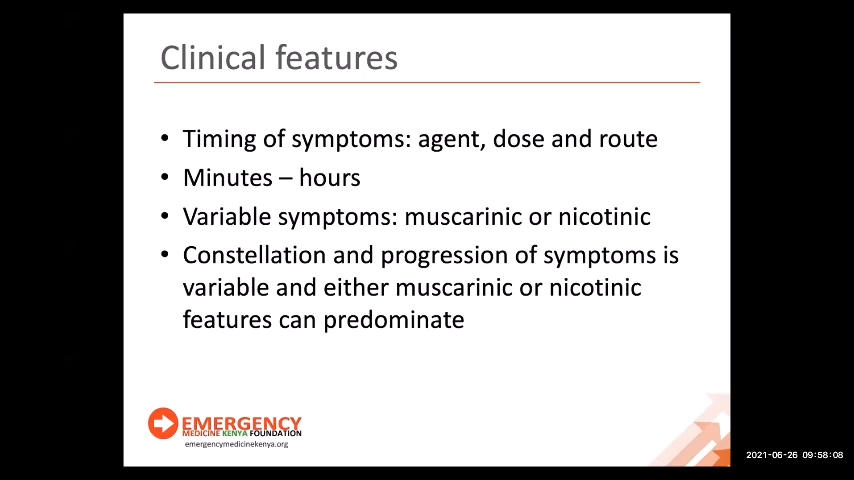 Clinical features
• Timing of symptoms: agent, dose and route
• Minutes – hours
• Variable symptoms: muscarinic or nicotinic
• Constellation and progression of symptoms is
variable and either muscarinic or nicotinic
features can predominate
EMERGENCY
MEDICINE KENYA FOUNDATION
emergencymedicinekenya.org
2021-06-26 09:58:08